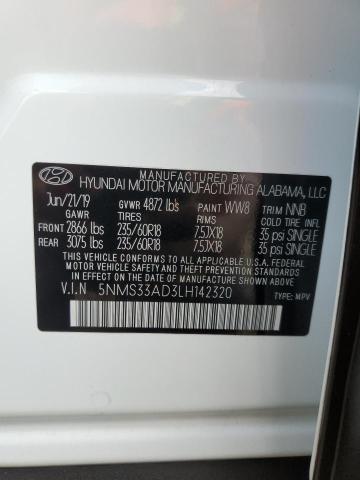 MANUFACTURED BY
HYUNDAI MOTOR MANUFACTURING ALABAMA, LLC
Jun/21/19 GVWR 4872 lbs PAINT WW8 TRIM NNB
GAWR TIRES RIMS COLD TIRE INFL
FRONT 2866 lbs 235/60R18 7.5JX18 35 psi SINGLE
REAR 3075 lbs 235/60R18 7.5JX18 35 psi SINGLE
THIS VEHICLE CONFORMS TO ALL APPLICABLE U.S.
FEDERAL MOTOR VEHICLE SAFETY AND THEFT PREVENTION STANDARDS
IN EFFECT ON THE DATE OF MANUFACTURE SHOWN ABOVE.
V.I.N 5NMS33AD3LH142320
TYPE: MPV